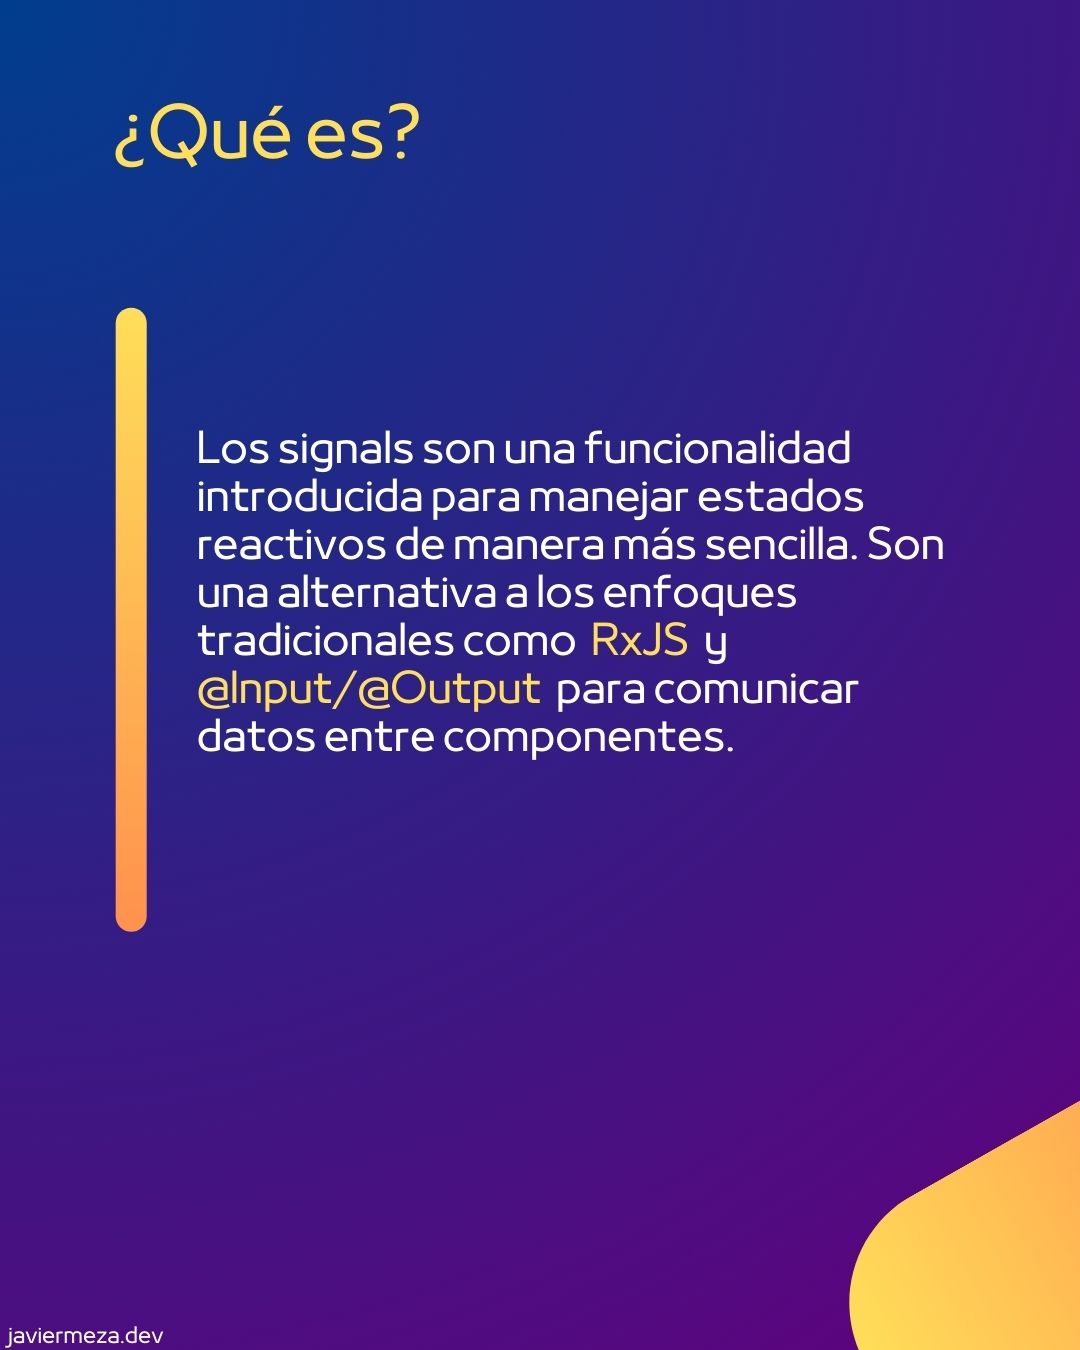 ¿Qué es?
Los signals son una funcionalidad
introducida para manejar estados
reactivos de manera más sencilla. Son
una alternativa a los enfoques
tradicionales como RxJS y
@Input/@Output para comunicar
datos entre componentes.
javiermeza.dev